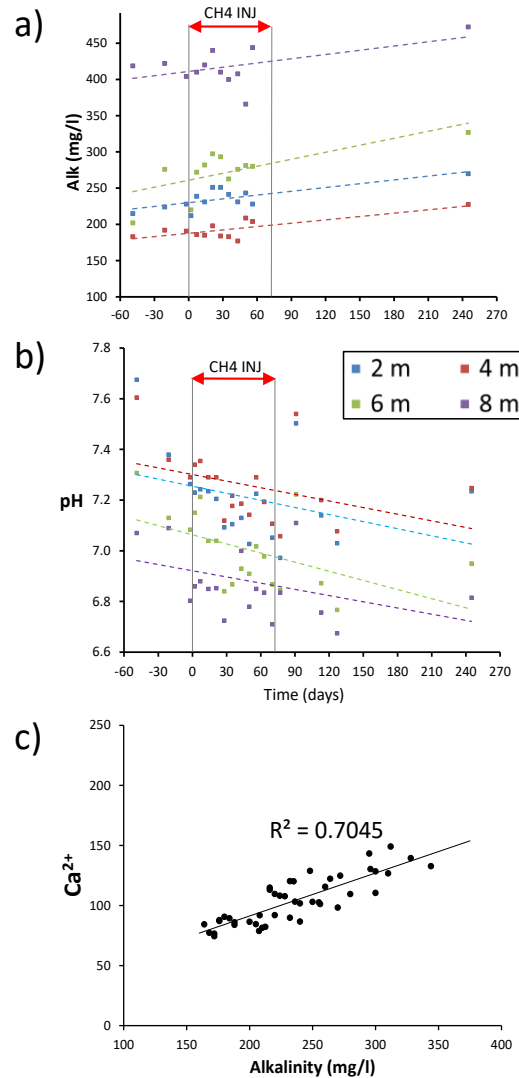 a)
CH4 INJ
Alk (mg/l)
450
400
350
300
250
200
150
100
-60 -30 0 30 60 90 120 150 180 210 240 270
b)
CH4 INJ
2 m 4 m
6 m 8 m
pH
7.8
7.6
7.4
7.2
7.0
6.8
6.6
-60 -30 0 30 60 90 120 150 180 210 240 270
Time (days)
c)
R² = 0.7045
Ca²⁺
250
200
150
100
50
0
100 150 200 250 300 350 400
Alkalinity (mg/l)